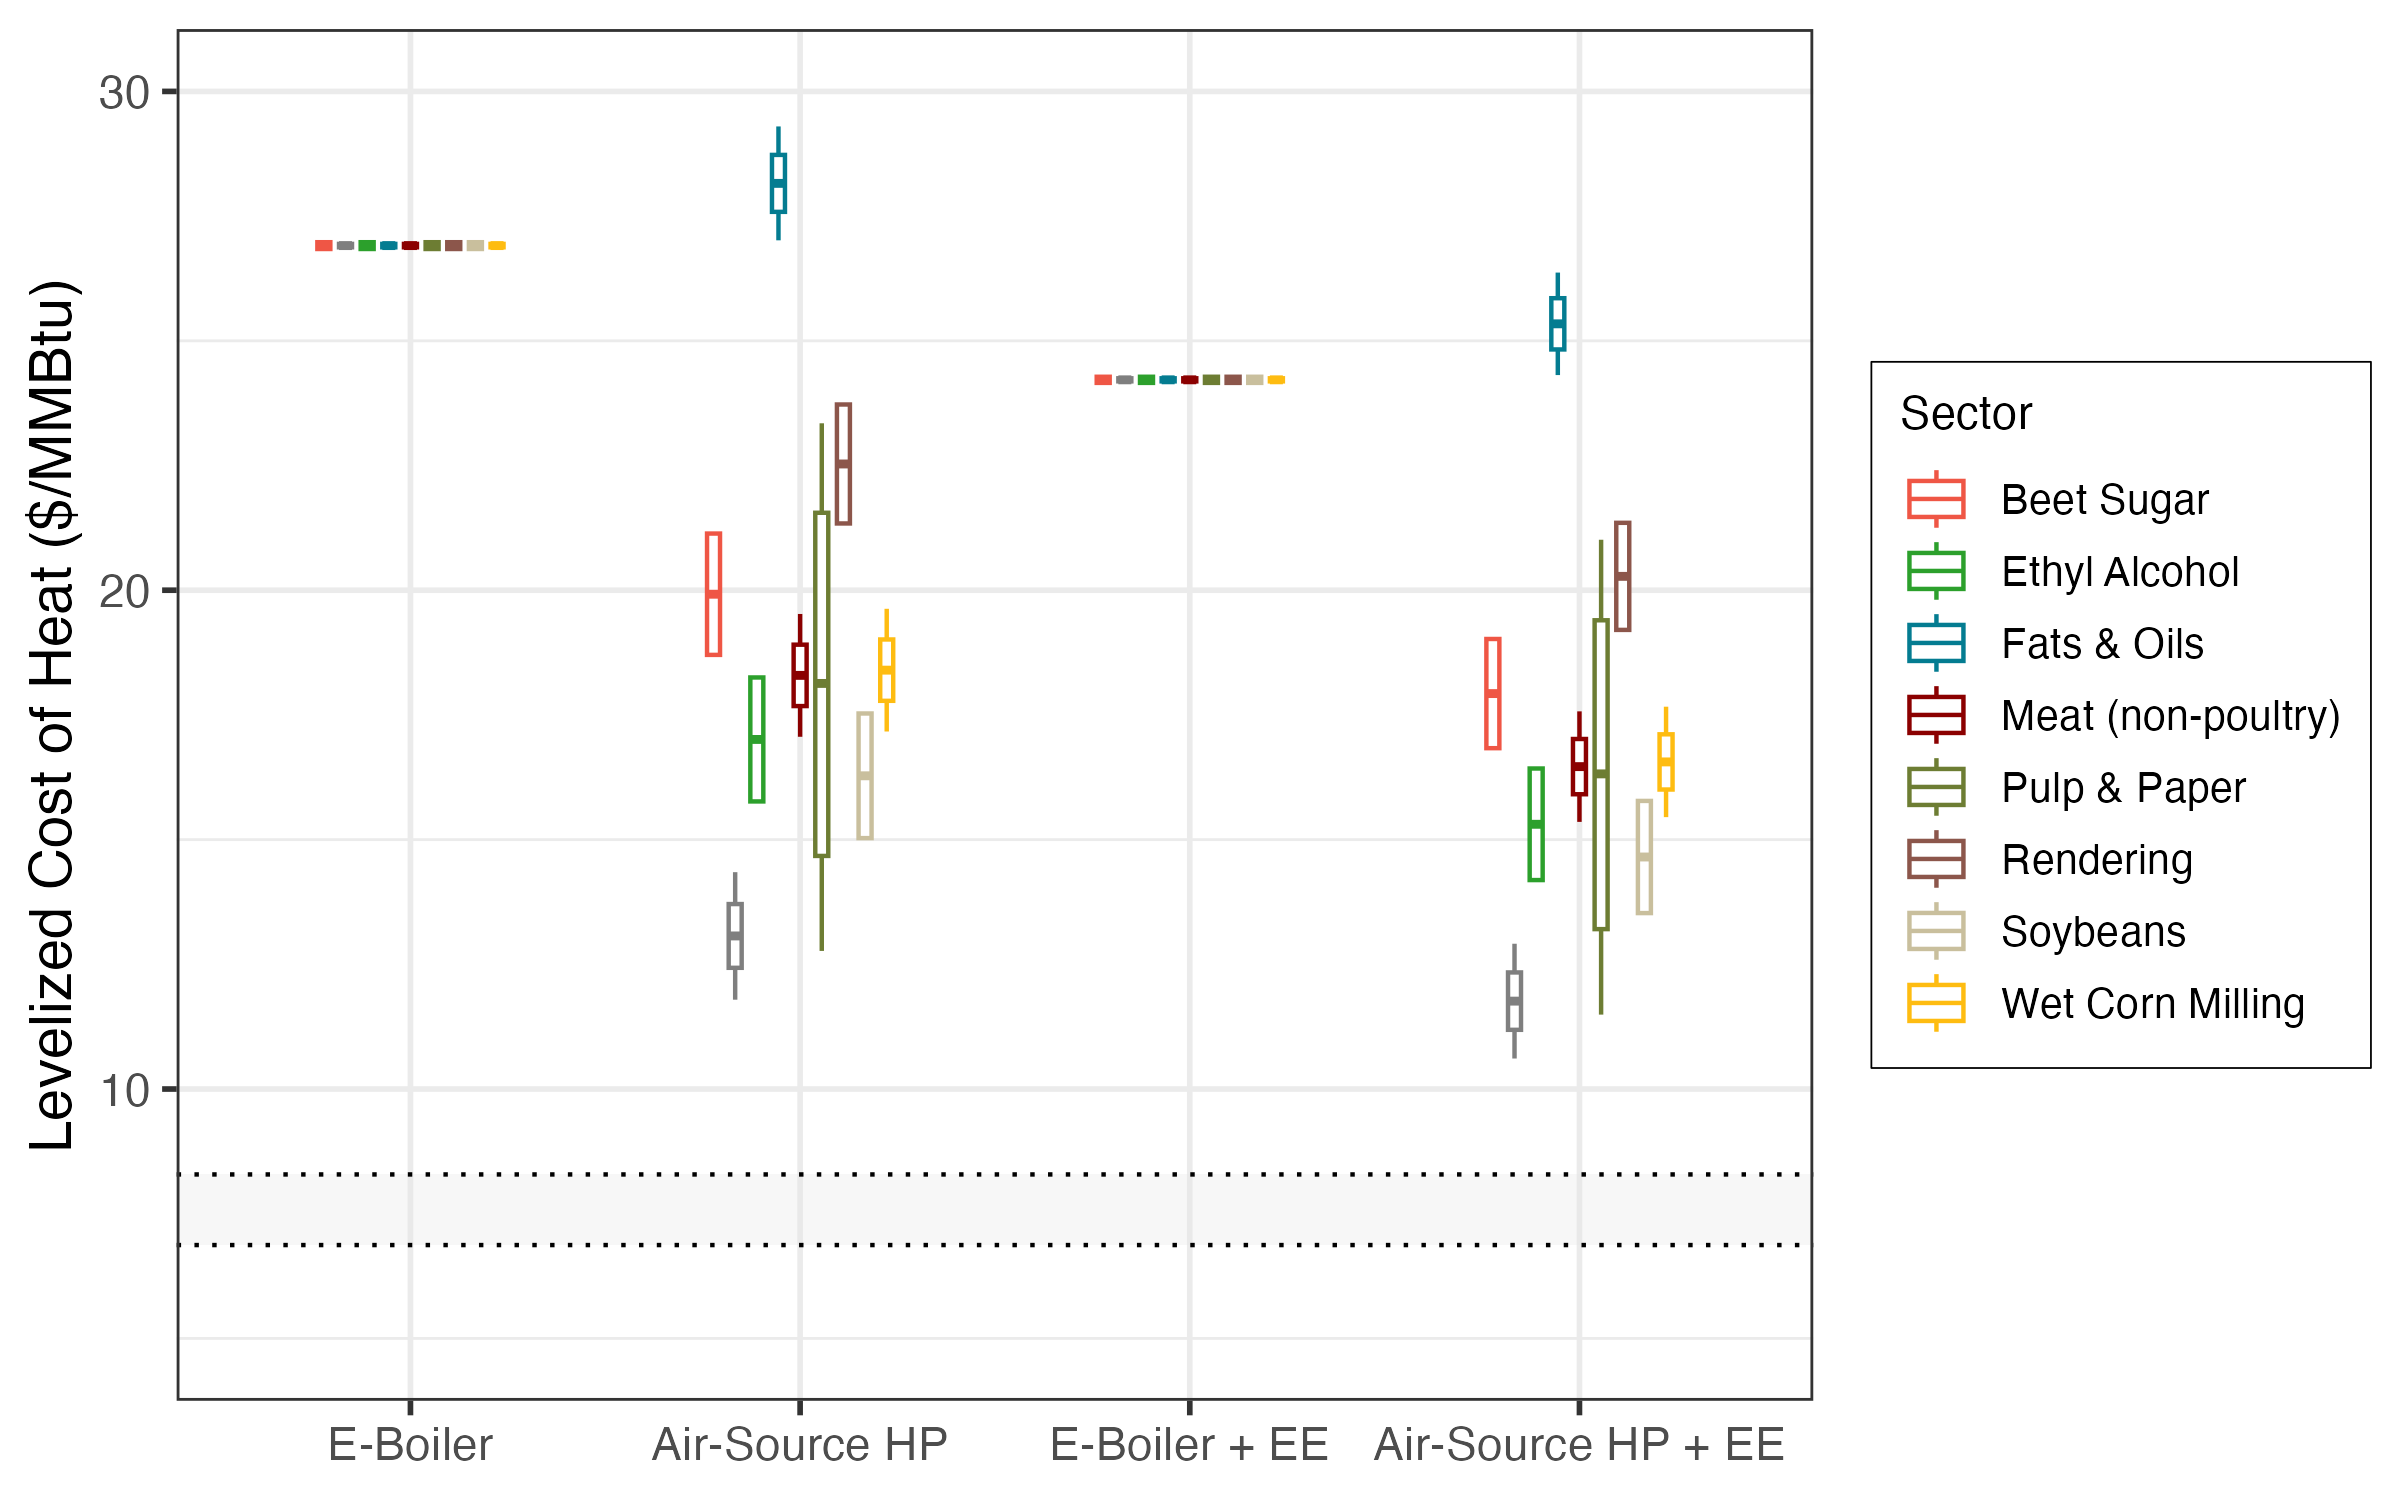 Levelized Cost of Heat ($/MMBtu)
30
20
10
E-Boiler
Air-Source HP
E-Boiler + EE
Air-Source HP + EE
Sector
Beet Sugar
Ethyl Alcohol
Fats & Oils
Meat (non-poultry)
Pulp & Paper
Rendering
Soybeans
Wet Corn Milling